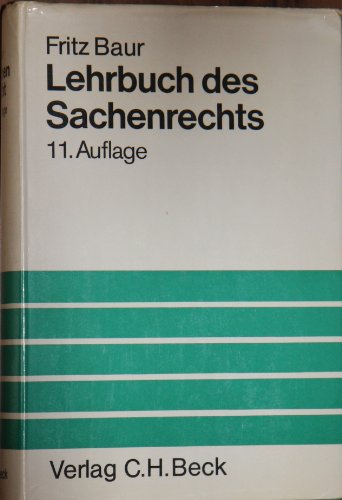 Fritz Baur
Lehrbuch des
Sachenrechts
11. Auflage
Verlag C.H. Beck